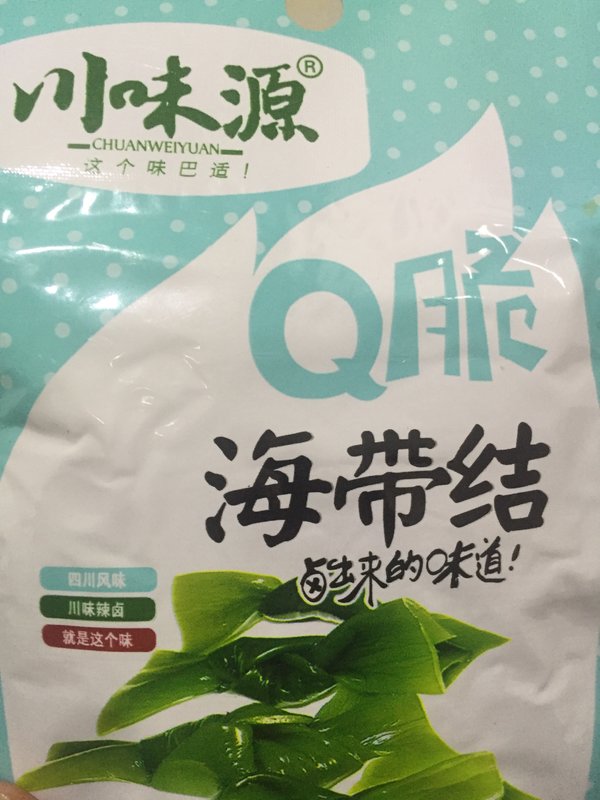 川味源®
CHUANWEIYUAN
这个味巴适!
Q脆
海带结
卤出来的味道!
四川风味
川味辣卤
就是这个味